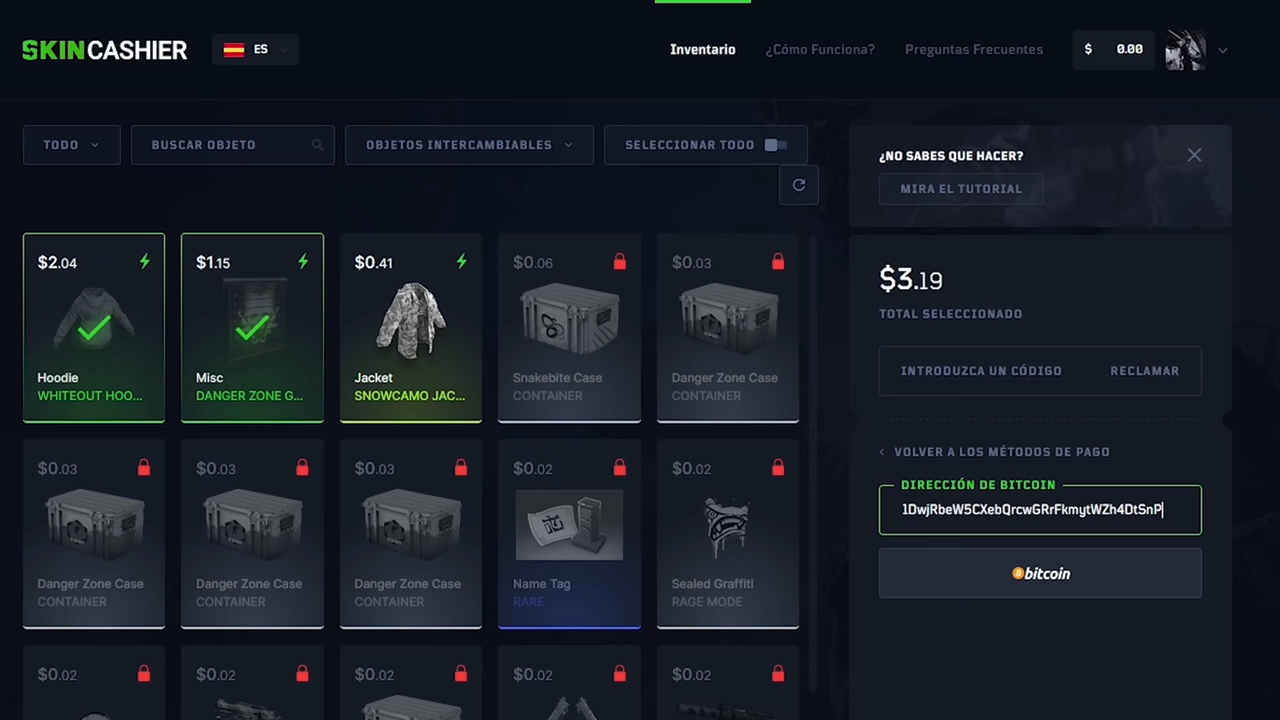 SKINCASHIER
ES
Inventario
¿Cómo Funciona?
Preguntas Frecuentes
$ 0.00
TODO
BUSCAR OBJETO
OBJETOS INTERCAMBIABLES
SELECCIONAR TODO
¿NO SABES QUE HACER?
MIRA EL TUTORIAL
$2.04
Hoodie
WHITEOUT HOO...
$1.15
Misc
DANGER ZONE G...
$0.41
Jacket
SNOWCAMO JAC...
$0.06
Snakebite Case
CONTAINER
$0.03
Danger Zone Case
CONTAINER
$0.03
Danger Zone Case
CONTAINER
$0.03
Danger Zone Case
CONTAINER
$0.03
Danger Zone Case
CONTAINER
$0.02
Name Tag
RARE
$0.02
Sealed Graffiti
RAGE MODE
$0.02
$0.02
$0.02
$0.02
$0.02
$3.19
TOTAL SELECCIONADO
INTRODUZCA UN CÓDIGO
RECLAMAR
VOLVER A LOS MÉTODOS DE PAGO
DIRECCIÓN DE BITCOIN
1DwjRbeW5CXebQrcwGRrFkmytWZh4DtSnP
bitcoin